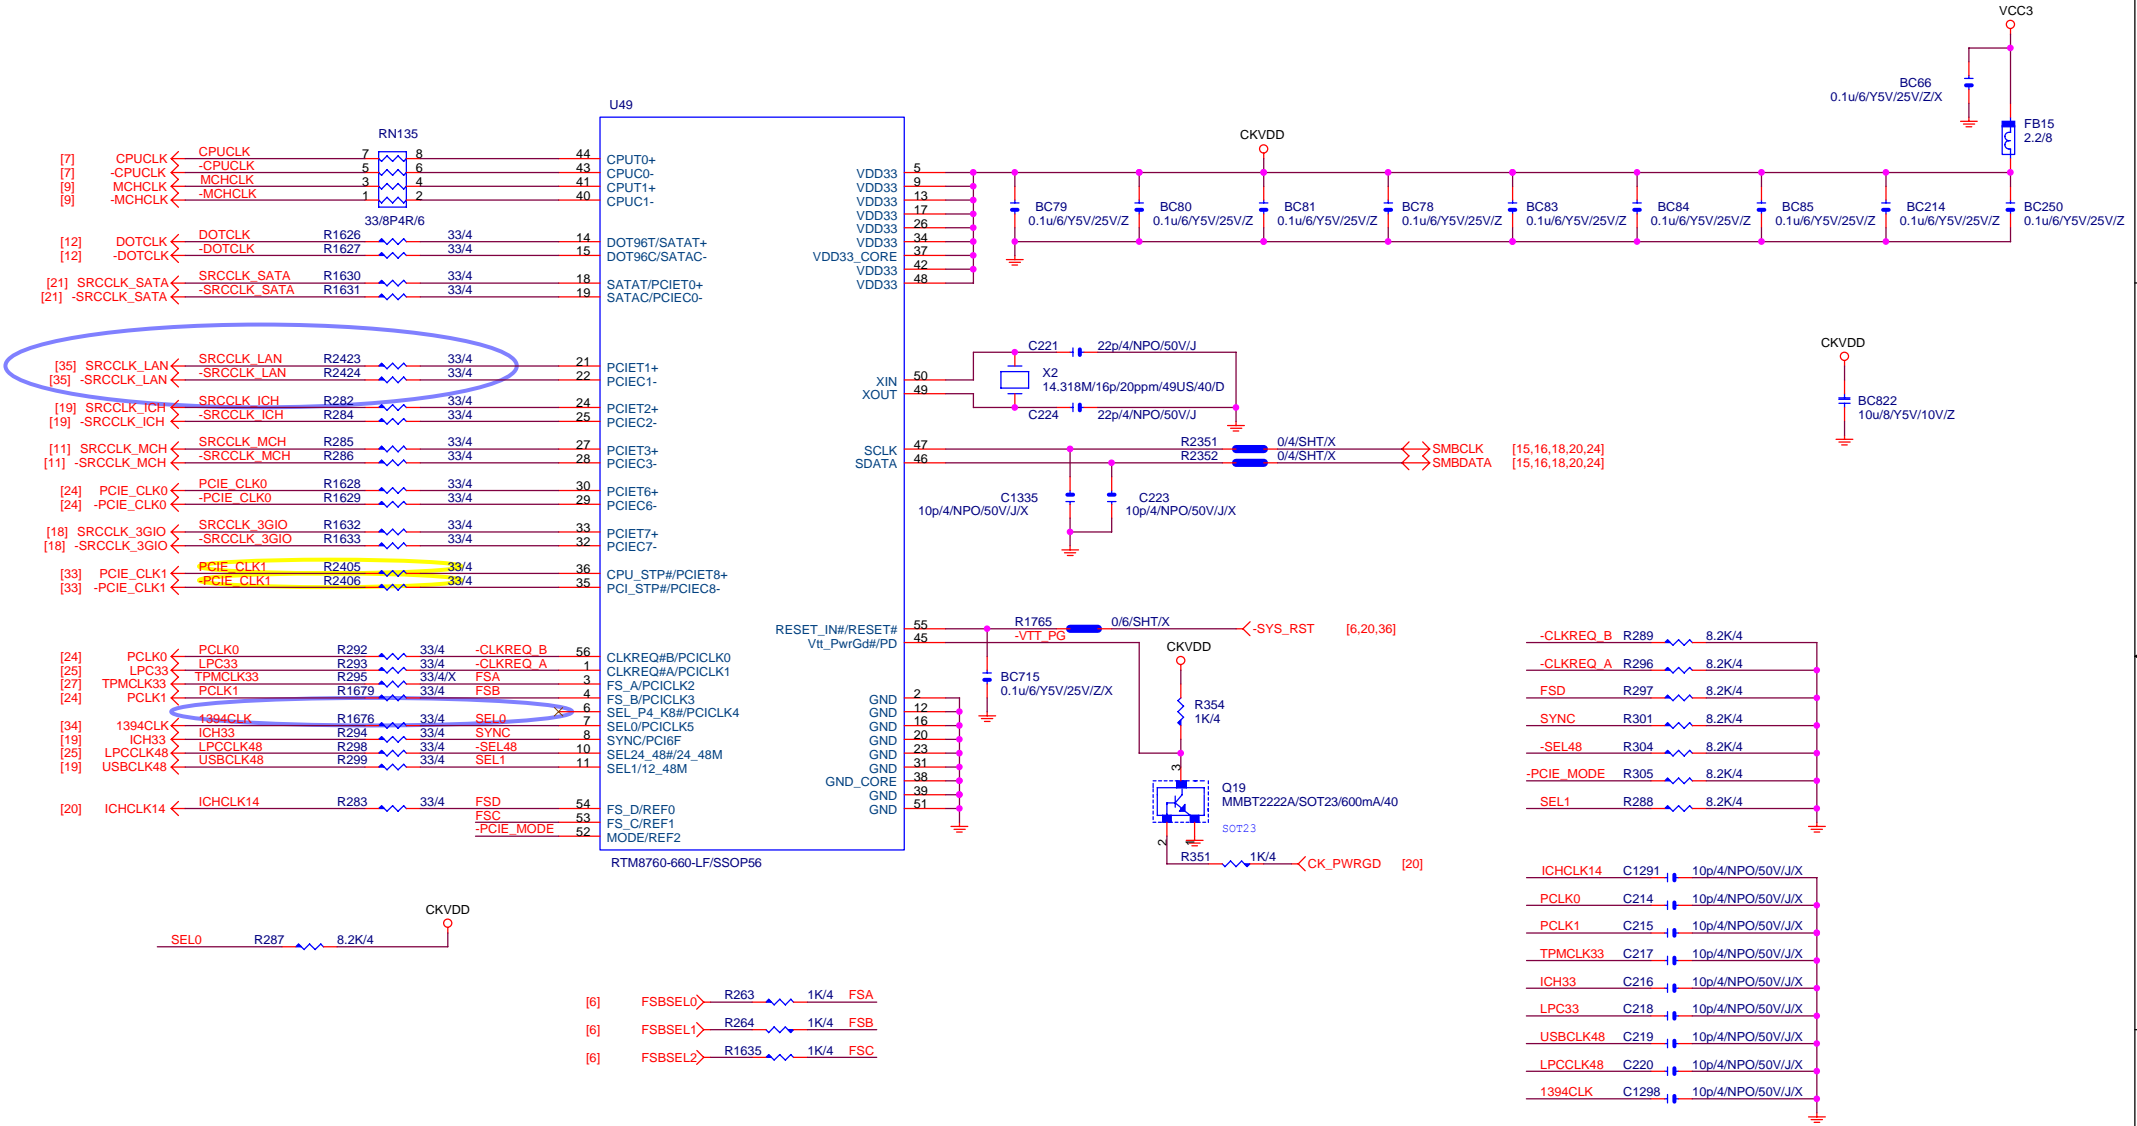 VCC3
BC66
0.1u/6/Y5V/25V/Z/X
FB15
2.2/8
U49
CKVDD
RN135
[7] CPUCLK CPUCLK 7 8 44 CPUT0+
[7] -CPUCLK -CPUCLK 5 6 43 CPUC0-
[9] MCHCLK MCHCLK 3 4 41 CPUT1+
[9] -MCHCLK -MCHCLK 1 2 40 CPUC1-
33/8P4R/6
[12] DOTCLK DOTCLK R1626 33/4 14 DOT96T/SATAT+
[12] -DOTCLK -DOTCLK R1627 33/4 15 DOT96C/SATAC-
[21] SRCCLK_SATA SRCCLK_SATA R1630 33/4 18 SATAT/PCIET0+
[21] -SRCCLK_SATA -SRCCLK_SATA R1631 33/4 19 SATAC/PCIEC0-
[35] SRCCLK_LAN SRCCLK_LAN R2423 33/4 21 PCIET1+
[35] -SRCCLK_LAN -SRCCLK_LAN R2424 33/4 22 PCIEC1-
[19] SRCCLK_ICH SRCCLK_ICH R282 33/4 24 PCIET2+
[19] -SRCCLK_ICH -SRCCLK_ICH R284 33/4 25 PCIEC2-
[11] SRCCLK_MCH SRCCLK_MCH R285 33/4 27 PCIET3+
[11] -SRCCLK_MCH -SRCCLK_MCH R286 33/4 28 PCIEC3-
[24] PCIE_CLK0 PCIE_CLK0 R1628 33/4 30 PCIET6+
[24] -PCIE_CLK0 -PCIE_CLK0 R1629 33/4 29 PCIEC6-
[18] SRCCLK_3GIO SRCCLK_3GIO R1632 33/4 33 PCIET7+
[18] -SRCCLK_3GIO -SRCCLK_3GIO R1633 33/4 32 PCIEC7-
[33] PCIE_CLK1 PCIE_CLK1 R2405 33/4 36 CPU_STP#/PCIET8+
[33] -PCIE_CLK1 -PCIE_CLK1 R2406 33/4 35 PCI_STP#/PCIEC8-
[24] PCLK0 PCLK0 R292 33/4 -CLKREQ_B 56 CLKREQ#B/PCICLK0
[25] LPC33 LPC33 R293 33/4 -CLKREQ_A 1 CLKREQ#A/PCICLK1
[27] TPMCLK33 TPMCLK33 R295 33/4/X FSA 3 FS_A/PCICLK2
[24] PCLK1 PCLK1 R1679 33/4 FSB 4 FS_B/PCICLK3
6 SEL_P4_K8#/PCICLK4
[34] 1394CLK 1394CLK R1676 33/4 SEL0 7 SEL0/PCICLK5
[19] ICH33 ICH33 R294 33/4 SYNC 8 SYNC/PCI6F
[25] LPCCLK48 LPCCLK48 R298 33/4 -SEL48 10 SEL24_48#/24_48M
[19] USBCLK48 USBCLK48 R299 33/4 SEL1 11 SEL1/12_48M
[20] ICHCLK14 ICHCLK14 R283 33/4 FSD 54 FS_D/REF0
FSC 53 FS_C/REF1
-PCIE_MODE 52 MODE/REF2
RTM8760-660-LF/SSOP56
VDD33 5
VDD33 9
VDD33 13
VDD33 17
VDD33 26
VDD33 34
VDD33_CORE 37
VDD33 42
VDD33 48
BC79 BC80 BC81 BC78 BC83 BC84 BC85 BC214 BC250
0.1u/6/Y5V/25V/Z 0.1u/6/Y5V/25V/Z 0.1u/6/Y5V/25V/Z 0.1u/6/Y5V/25V/Z 0.1u/6/Y5V/25V/Z 0.1u/6/Y5V/25V/Z 0.1u/6/Y5V/25V/Z 0.1u/6/Y5V/25V/Z 0.1u/6/Y5V/25V/Z
C221 22p/4/NPO/50V/J
XIN 50
XOUT 49
X2
14.318M/16p/20ppm/49US/40/D
C224 22p/4/NPO/50V/J
CKVDD
BC822
10u/8/Y5V/10V/Z
SCLK 47 R2351 0/4/SHT/X SMBCLK [15,16,18,20,24]
SDATA 46 R2352 0/4/SHT/X SMBDATA [15,16,18,20,24]
C1335
10p/4/NPO/50V/J/X
C223
10p/4/NPO/50V/J/X
RESET_IN#/RESET# 55 R1765 0/6/SHT/X -SYS_RST [6,20,36]
Vtt_PwrGd#/PD 45 -VTT_PG
BC715
0.1u/6/Y5V/25V/Z/X
CKVDD
R354
1K/4
GND 2
GND 12
GND 16
GND 20
GND 23
GND 31
GND_CORE 38
GND 39
GND 51
3
Q19
MMBT2222A/SOT23/600mA/40
SOT23
2
1
R351 1K/4 CK_PWRGD [20]
-CLKREQ_B R289 8.2K/4
-CLKREQ_A R296 8.2K/4
FSD R297 8.2K/4
SYNC R301 8.2K/4
-SEL48 R304 8.2K/4
-PCIE_MODE R305 8.2K/4
SEL1 R288 8.2K/4
ICHCLK14 C1291 10p/4/NPO/50V/J/X
PCLK0 C214 10p/4/NPO/50V/J/X
PCLK1 C215 10p/4/NPO/50V/J/X
TPMCLK33 C217 10p/4/NPO/50V/J/X
ICH33 C216 10p/4/NPO/50V/J/X
LPC33 C218 10p/4/NPO/50V/J/X
USBCLK48 C219 10p/4/NPO/50V/J/X
LPCCLK48 C220 10p/4/NPO/50V/J/X
1394CLK C1298 10p/4/NPO/50V/J/X
CKVDD
SEL0 R287 8.2K/4
[6] FSBSEL0 R263 1K/4 FSA
[6] FSBSEL1 R264 1K/4 FSB
[6] FSBSEL2 R1635 1K/4 FSC